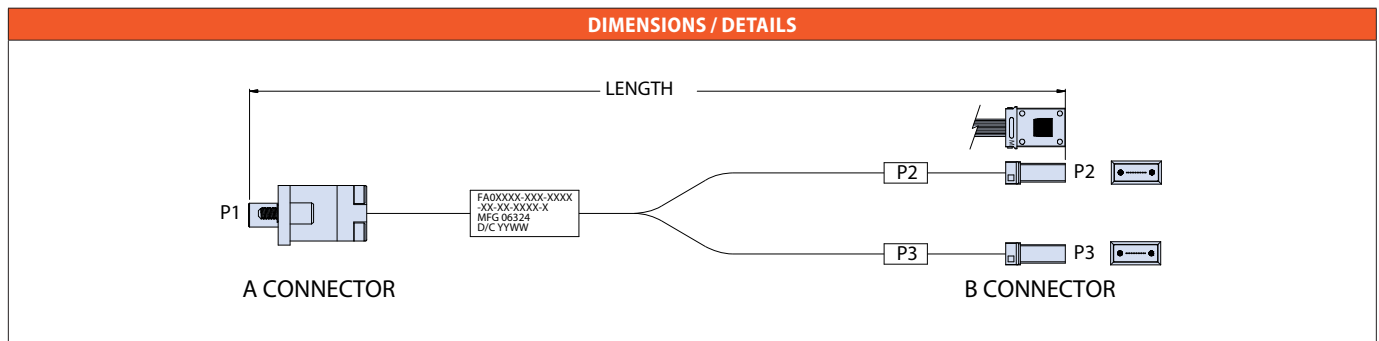 DIMENSIONS / DETAILS
LENGTH
P1
FA0XXXX-XXX-XXXX
-XX-XX-XXXX-X
MFG 06324
D/C YYWW
P2
P2
P3
P3
A CONNECTOR
B CONNECTOR